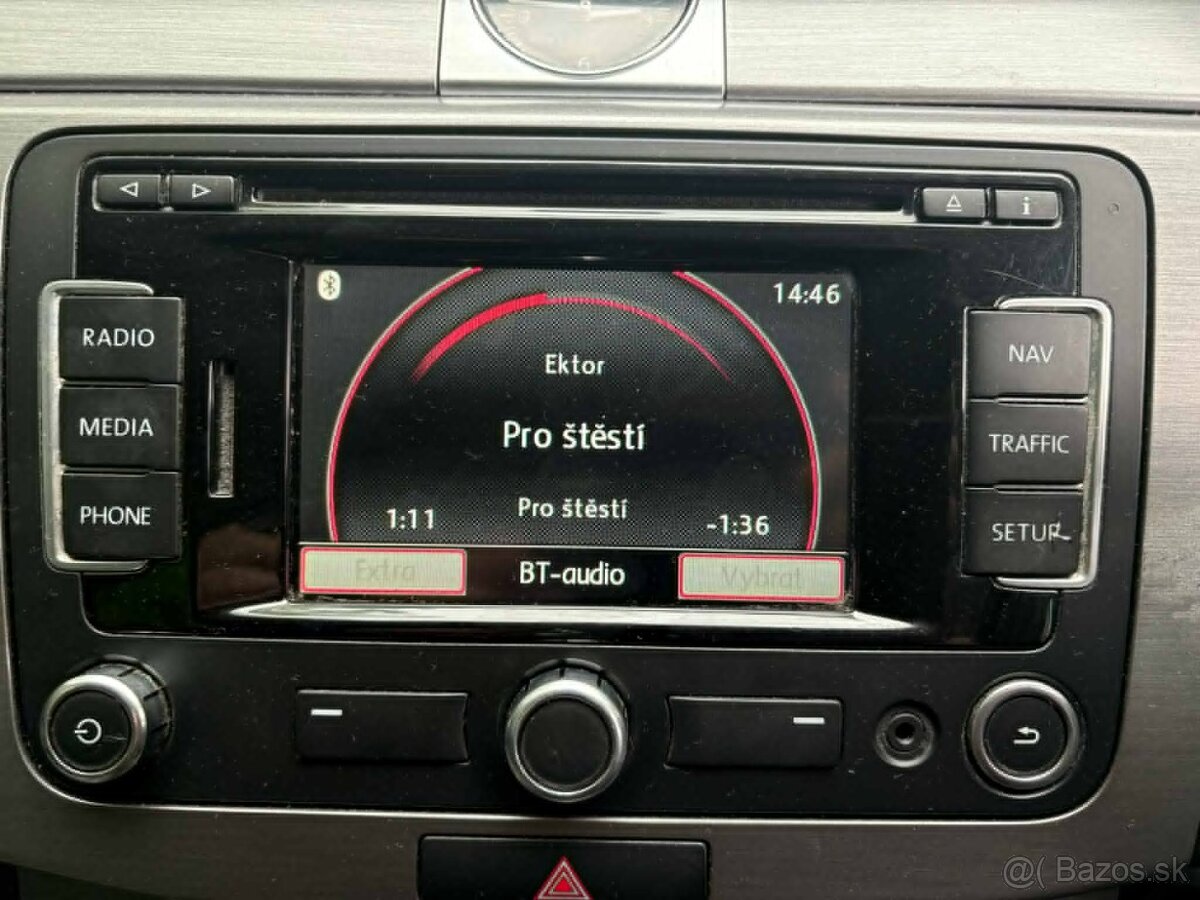 6
i
14:46
RADIO
MEDIA
PHONE
Ektor
Pro štěstí
Pro štěstí
1:11
-1:36
Extra
BT-audio
Vybrat
NAV
TRAFFIC
SETUP
@( Bazos.sk